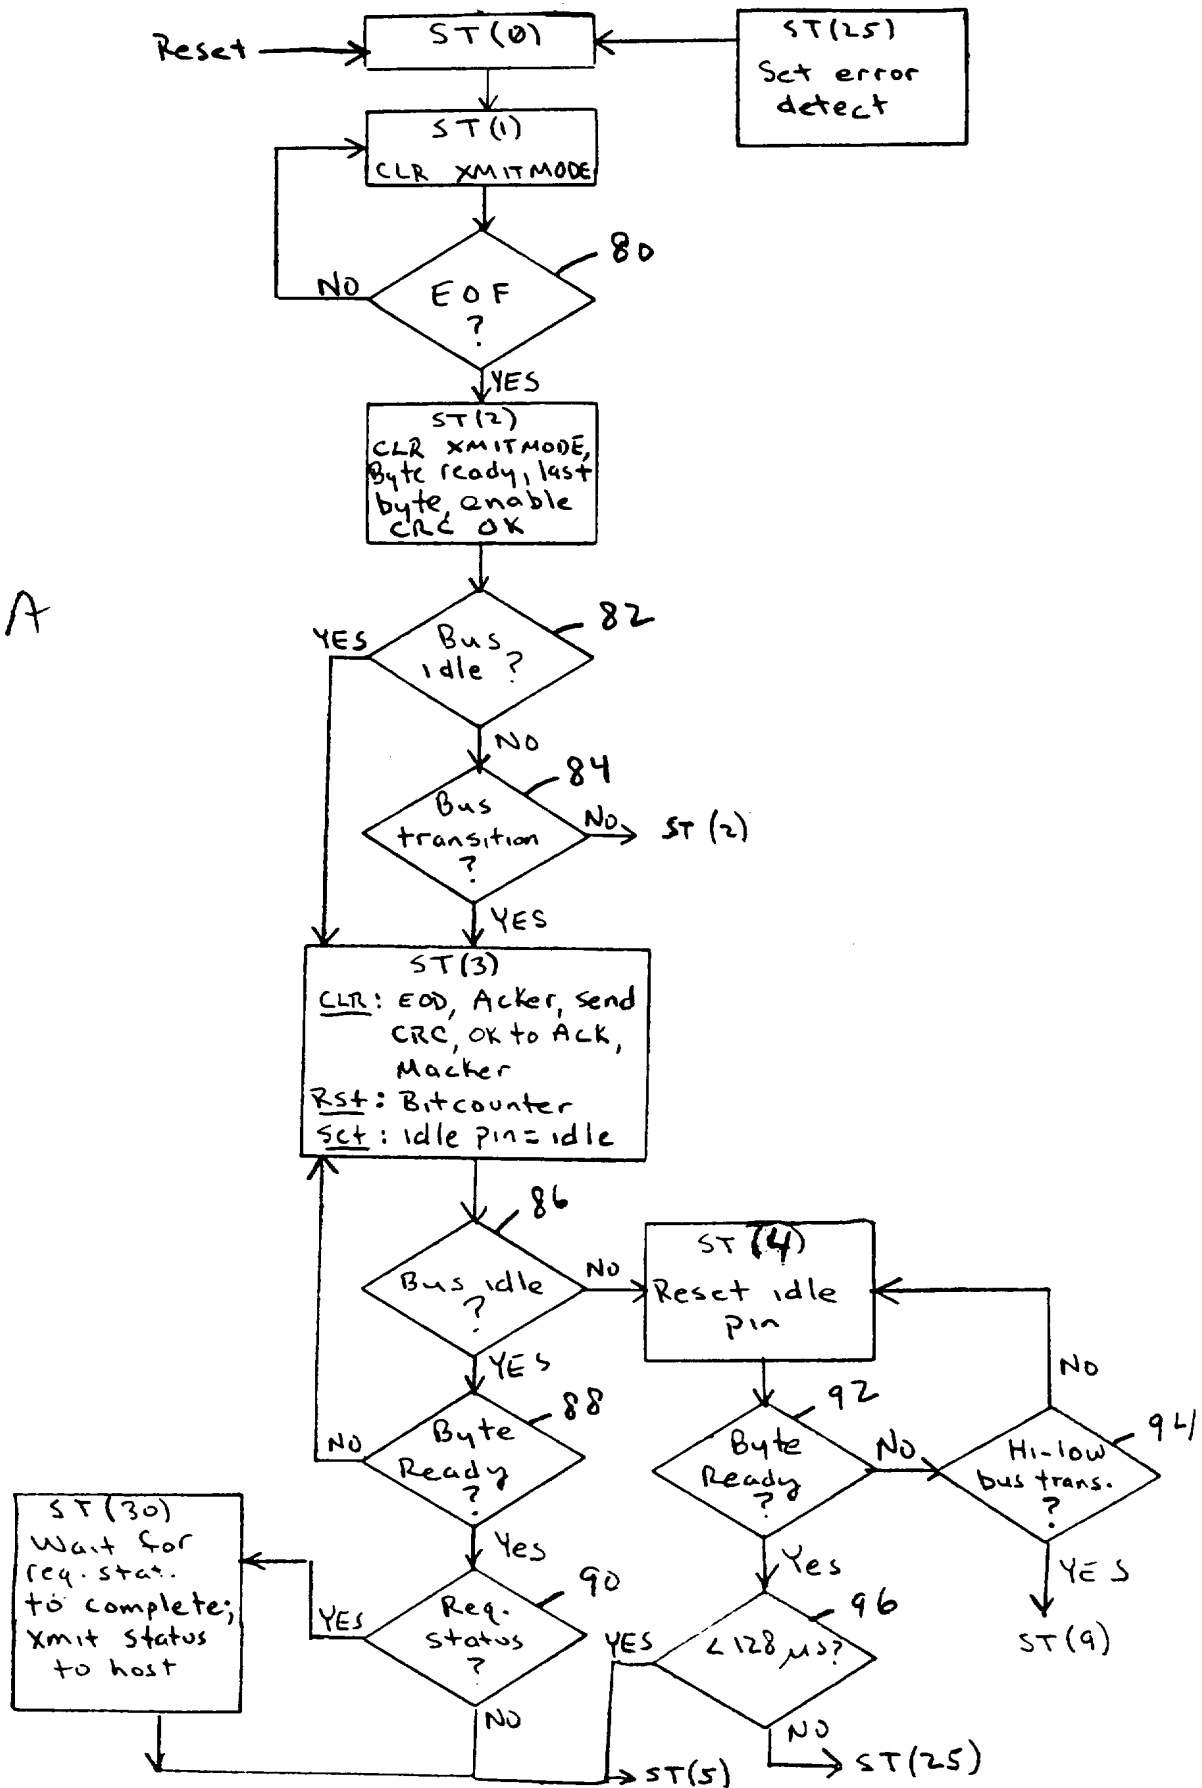 Reset
ST(0)
ST(25)
Set error
detect
ST(1)
CLR XMITMODE
80
NO
EOF
?
YES
ST(2)
CLR XMITMODE,
Byte ready, last
byte, enable
CRC OK
A
82
YES
Bus
idle ?
NO
84
Bus
transition
?
NO
ST(2)
YES
ST(3)
CLR: EOD, Acker, send
CRC, OK to ACK,
Macker
Rst: Bitcounter
Set: idle pin = idle
86
Bus idle
?
NO
ST(4)
Reset idle
pin
YES
NO
88
Byte
Ready
?
NO
92
Byte
Ready
?
NO
94
Hi-low
bus trans.
?
ST(30)
Wait for
req. stat.
to complete;
xmit status
to host
Yes
90
Req.
status
?
YES
Yes
96
< 128 µs?
YES
YES
ST(9)
NO
NO
ST(5)
ST(25)